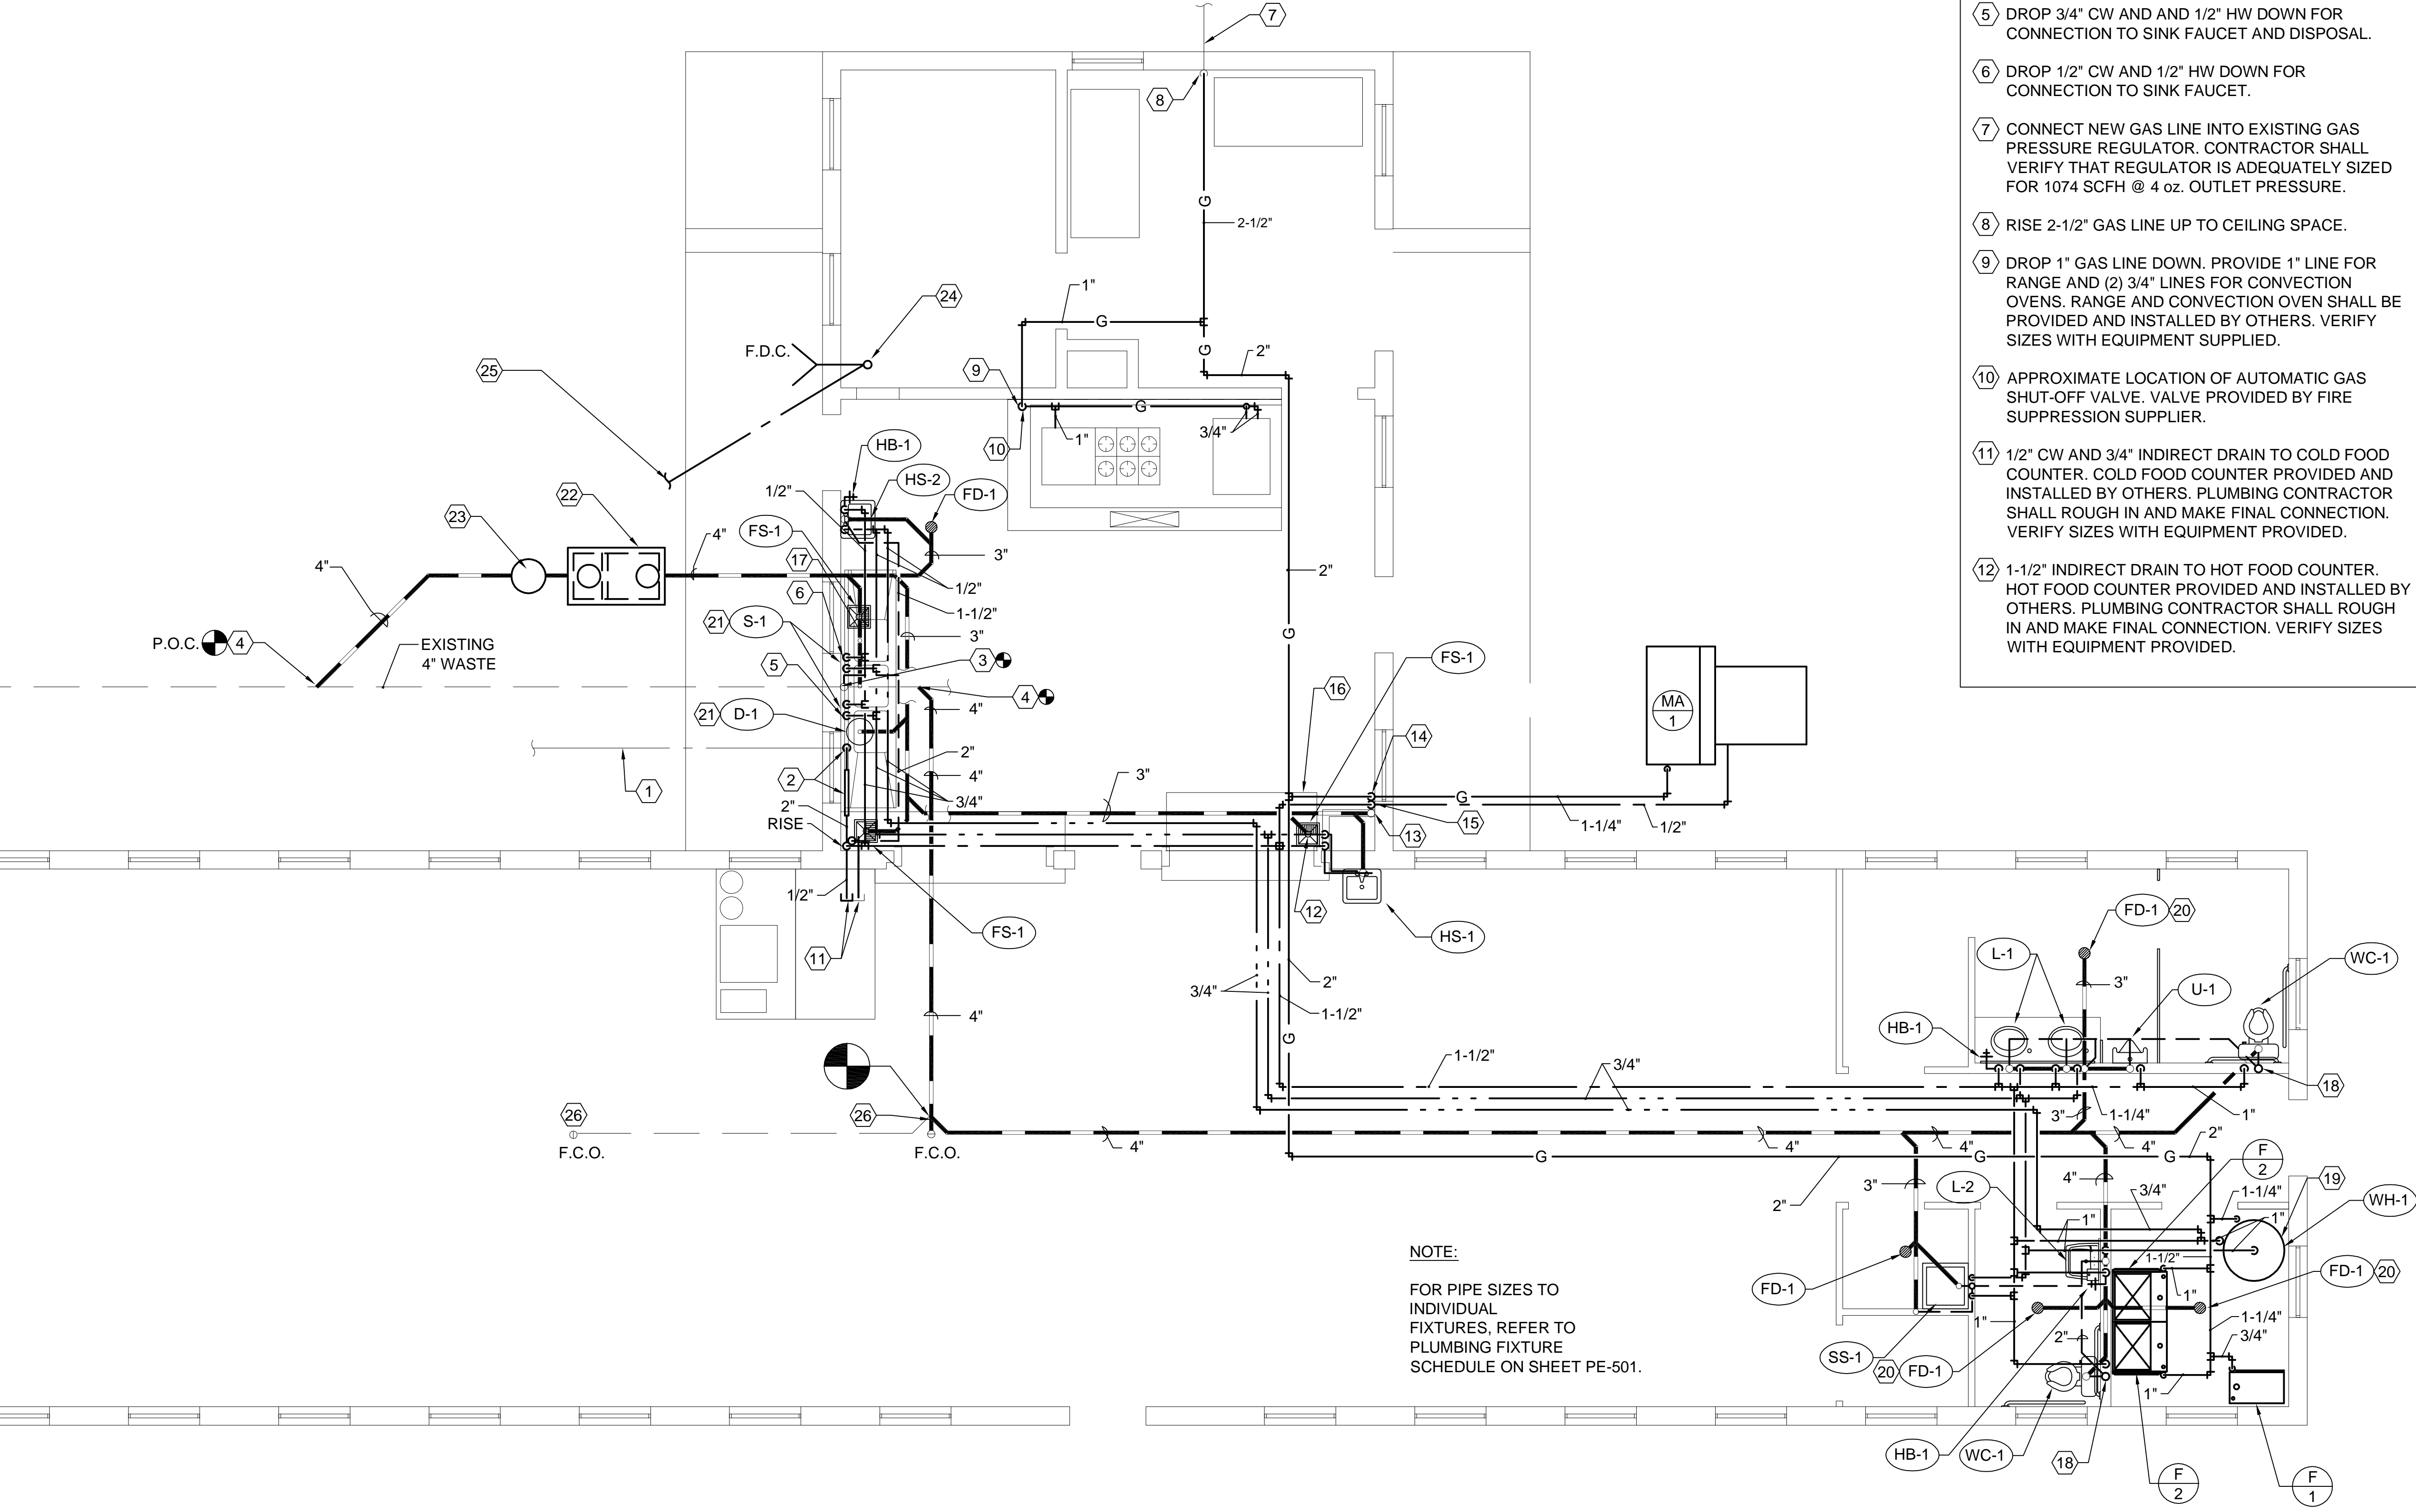 7
8
G
2-1/2"
1"
G
24
F.D.C.
G
2"
25
9
G
HB-1
1"
3/4"
10
HS-2
1/2"
22
FD-1
23
FS-1
4"
3"
17
4"
1/2"
6
1-1/2"
2"
21
S-1
3"
G
P.O.C.
4
EXISTING
4" WASTE
5
3
FS-1
16
4
MA
1
21
D-1
4"
14
2"
2
4"
3"
1
3/4"
G
2"
RISE
15
1-1/4"
1/2"
13
1/2"
12
FD-1
20
FS-1
HS-1
11
L-1
WC-1
3"
2"
U-1
3/4"
4"
1-1/2"
HB-1
G
1-1/2"
3/4"
18
26
26
3"
1-1/4"
1"
F.C.O.
F.C.O.
4"
4"
4"
4"
2"
G
G
G
F
2
3"
L-2
4"
3/4"
1-1/4"
19
WH-1
2"
1"
1"
1-1/2"
FD-1
20
FD-1
1"
1"
1-1/4"
2"
3/4"
SS-1
20
FD-1
1"
HB-1
WC-1
18
F
2
F
1
NOTE:
FOR PIPE SIZES TO
INDIVIDUAL
FIXTURES, REFER TO
PLUMBING FIXTURE
SCHEDULE ON SHEET PE-501.
5 DROP 3/4" CW AND AND 1/2" HW DOWN FOR
CONNECTION TO SINK FAUCET AND DISPOSAL.
6 DROP 1/2" CW AND 1/2" HW DOWN FOR
CONNECTION TO SINK FAUCET.
7 CONNECT NEW GAS LINE INTO EXISTING GAS
PRESSURE REGULATOR. CONTRACTOR SHALL
VERIFY THAT REGULATOR IS ADEQUATELY SIZED
FOR 1074 SCFH @ 4 oz. OUTLET PRESSURE.
8 RISE 2-1/2" GAS LINE UP TO CEILING SPACE.
9 DROP 1" GAS LINE DOWN. PROVIDE 1" LINE FOR
RANGE AND (2) 3/4" LINES FOR CONVECTION
OVENS. RANGE AND CONVECTION OVEN SHALL BE
PROVIDED AND INSTALLED BY OTHERS. VERIFY
SIZES WITH EQUIPMENT SUPPLIED.
10 APPROXIMATE LOCATION OF AUTOMATIC GAS
SHUT-OFF VALVE. VALVE PROVIDED BY FIRE
SUPPRESSION SUPPLIER.
11 1/2" CW AND 3/4" INDIRECT DRAIN TO COLD FOOD
COUNTER. COLD FOOD COUNTER PROVIDED AND
INSTALLED BY OTHERS. PLUMBING CONTRACTOR
SHALL ROUGH IN AND MAKE FINAL CONNECTION.
VERIFY SIZES WITH EQUIPMENT PROVIDED.
12 1-1/2" INDIRECT DRAIN TO HOT FOOD COUNTER.
HOT FOOD COUNTER PROVIDED AND INSTALLED BY
OTHERS. PLUMBING CONTRACTOR SHALL ROUGH
IN AND MAKE FINAL CONNECTION. VERIFY SIZES
WITH EQUIPMENT PROVIDED.